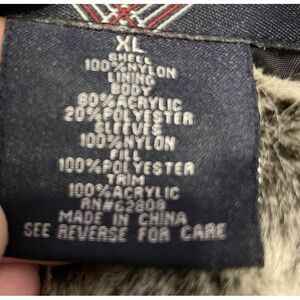 XL
SHELL
100%NYLON
LINING
BODY
80%ACRYLIC
20%POLYESTER
SLEEVES
100%NYLON
FILL
100%POLYESTER
TRIM
100%ACRYLIC
RN#62808
MADE IN CHINA
SEE REVERSE FOR CARE